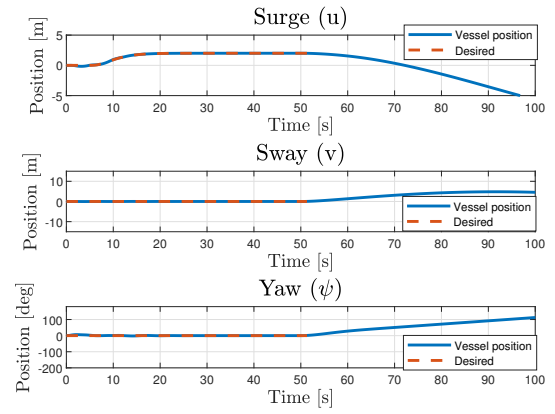 Surge (u)
Position [m]
5
0
-5
Vessel position
Desired
0 10 20 30 40 50 60 70 80 90 100
Time [s]
Sway (v)
Position [m]
10
0
-10
Vessel position
Desired
0 10 20 30 40 50 60 70 80 90 100
Time [s]
Yaw (ψ)
Position [deg]
100
0
-100
-200
Vessel position
Desired
0 10 20 30 40 50 60 70 80 90 100
Time [s]